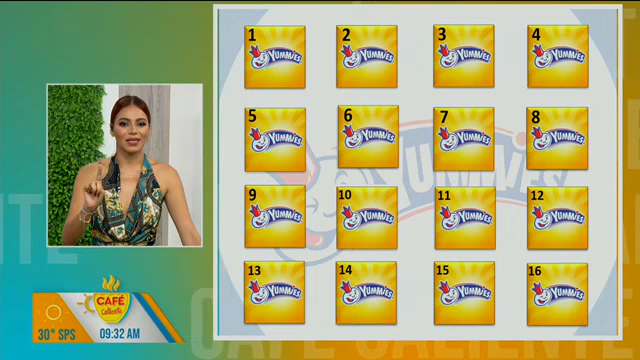 1 YUMMIES
2 YUMMIES
3 YUMMIES
4 YUMMIES
5 YUMMIES
6 YUMMIES
7 YUMMIES
8 YUMMIES
YUMMIES
9 YUMMIES
10 YUMMIES
11 YUMMIES
12 YUMMIES
13 YUMMIES
14 YUMMIES
15 YUMMIES
16 YUMMIES
CAFÉ
Caliente
30° SPS
09:32 AM
CAFÉ CALIENTE